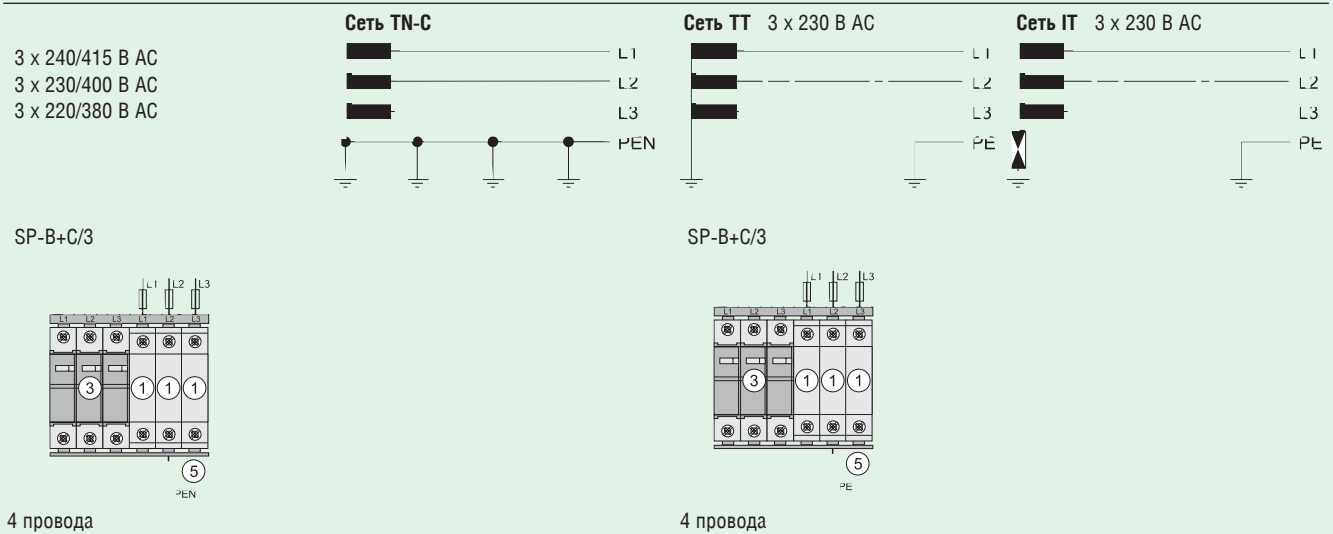 Сеть TN-C
Сеть TT 3 x 230 В AC
Сеть IT 3 x 230 В AC
3 x 240/415 В AC
3 x 230/400 В AC
3 x 220/380 В AC
L1
L2
L3
PEN
L1
L2
L3
PE
L1
L2
L3
PE
SP-B+C/3
L1 L2 L3
L1 L2 L3 L1 L2 L3
3 1 1 1
5
PEN
4 провода
SP-B+C/3
L1 L2 L3
L1 L2 L3 L1 L2 L3
3 1 1 1
5
PE
4 провода